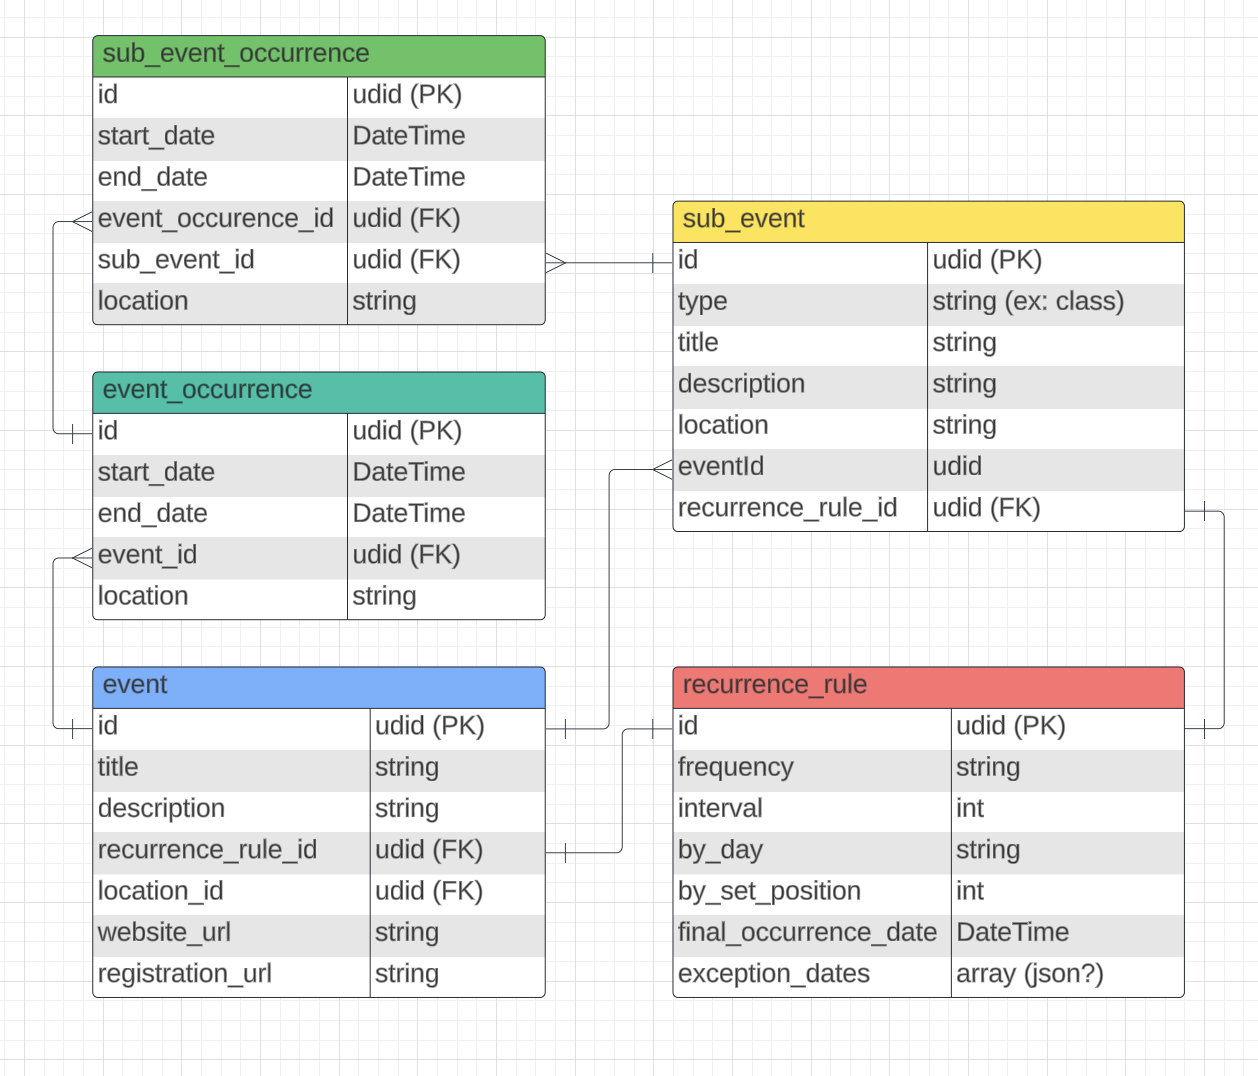 sub_event_occurrence
id udid (PK)
start_date DateTime
end_date DateTime
event_occurence_id udid (FK)
sub_event_id udid (FK)
location string
sub_event
id udid (PK)
type string (ex: class)
title string
description string
location string
eventId udid
recurrence_rule_id udid (FK)
event_occurrence
id udid (PK)
start_date DateTime
end_date DateTime
event_id udid (FK)
location string
event
id udid (PK)
title string
description string
recurrence_rule_id udid (FK)
location_id udid (FK)
website_url string
registration_url string
recurrence_rule
id udid (PK)
frequency string
interval int
by_day string
by_set_position int
final_occurrence_date DateTime
exception_dates array (json?)